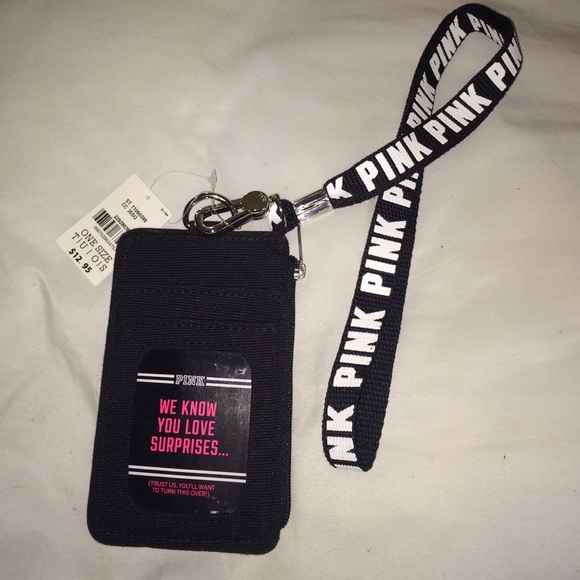 PINK PINK PINK PINK PINK PINK PINK
ONE SIZE
T|U|O|S
$12.95
PINK
WE KNOW
YOU LOVE
SURPRISES...
(TRUST US, YOU'LL WANT
TO TURN THIS OVER!)